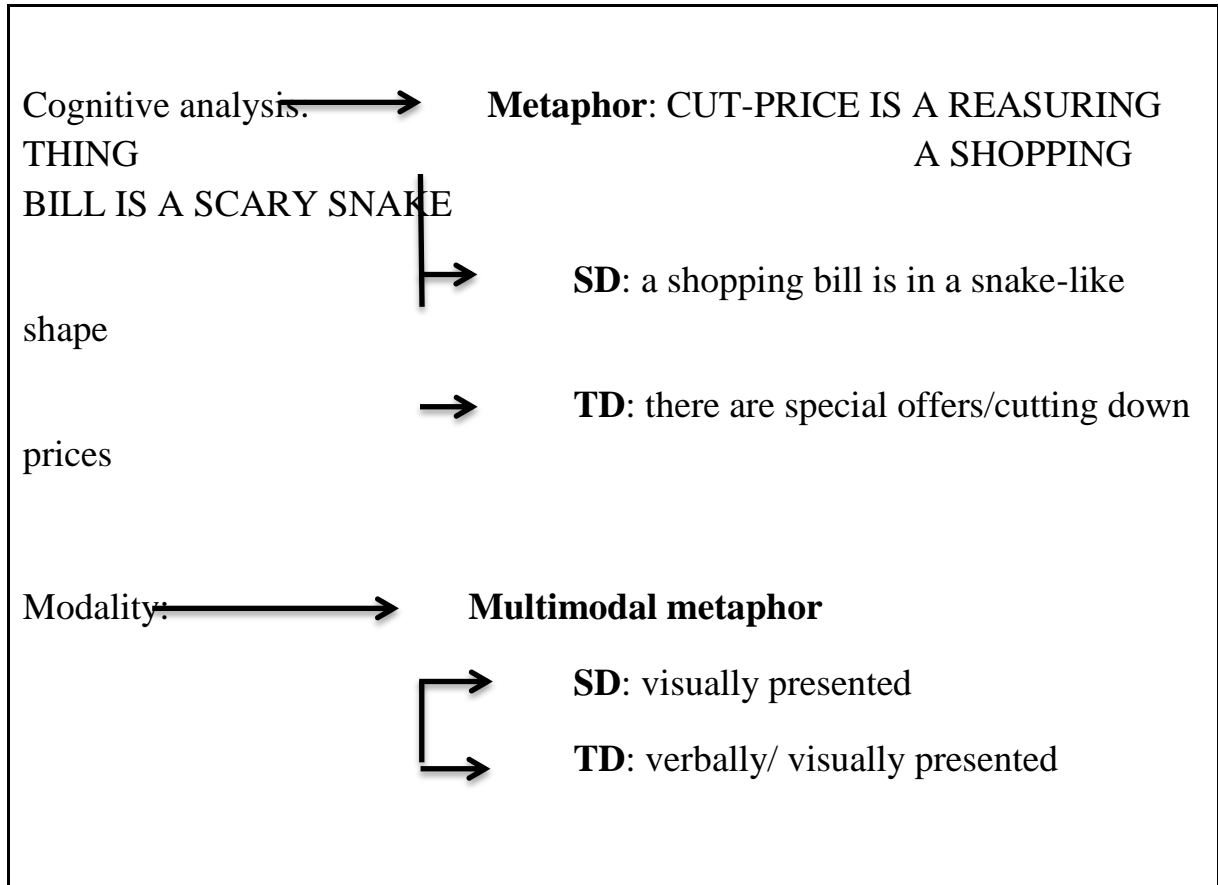 Cognitive analysis: Metaphor: CUT-PRICE IS A REASURING
THING A SHOPPING
BILL IS A SCARY SNAKE
SD: a shopping bill is in a snake-like
shape
TD: there are special offers/cutting down
prices
Modality: Multimodal metaphor
SD: visually presented
TD: verbally/ visually presented